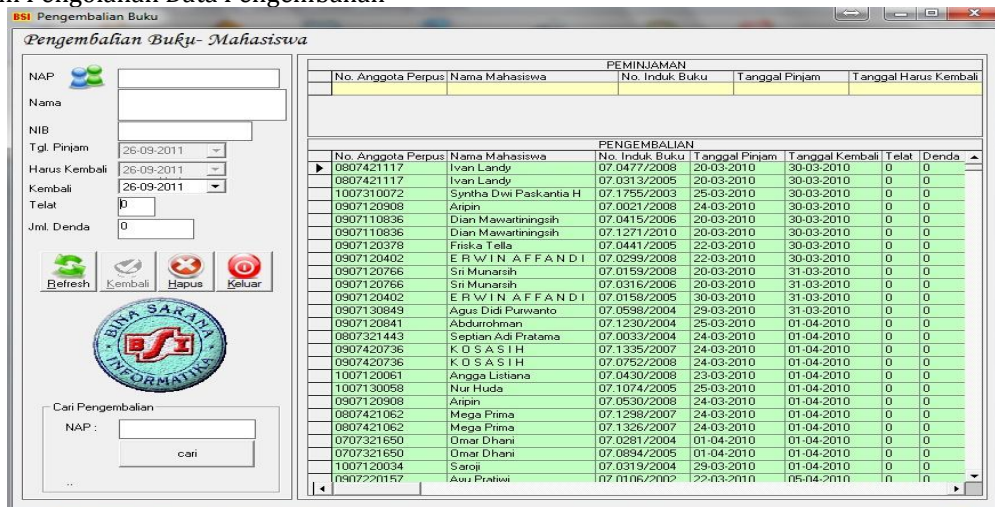 BSI Pengembalian Buku
Pengembalian Buku- Mahasiswa
NAP
Nama
NIB
Tgl. Pinjam 26-09-2011
Harus Kembali 26-09-2011
Kembali 26-09-2011
Telat 0
Jml. Denda 0
Refresh Kembali Hapus Keluar
BINA SARANA
BSI
INFORMATIKA
Cari Pengembalian
NAP :
cari
..
PEMINJAMAN
No. Anggota Perpus Nama Mahasiswa No. Induk Buku Tanggal Pinjam Tanggal Harus Kembali
PENGEMBALIAN
No. Anggota Perpus Nama Mahasiswa No. Induk Buku Tanggal Pinjam Tanggal Kembali Telat Denda
0807421117 Ivan Landy 07.0477/2008 20-03-2010 30-03-2010 0 0
0807421117 Ivan Landy 07.0313/2005 20-03-2010 30-03-2010 0 0
1007310072 Syntha Dwi Paskantia H 07.1755/2003 25-03-2010 30-03-2010 0 0
0907120908 Aripin 07.0021/2008 24-03-2010 30-03-2010 0 0
0907110836 Dian Mawartiningsih 07.0415/2006 20-03-2010 30-03-2010 0 0
0907110836 Dian Mawartiningsih 07.1271/2010 20-03-2010 30-03-2010 0 0
0907120378 Friska Tella 07.0441/2005 22-03-2010 30-03-2010 0 0
0907120402 E R W I N A F F A N D I 07.0299/2008 22-03-2010 30-03-2010 0 0
0907120766 Sri Munarsih 07.0159/2008 20-03-2010 31-03-2010 0 0
0907120766 Sri Munarsih 07.0316/2006 20-03-2010 31-03-2010 0 0
0907120402 E R W I N A F F A N D I 07.0158/2005 30-03-2010 31-03-2010 0 0
0907130849 Agus Didi Purwanto 07.0598/2004 29-03-2010 31-03-2010 0 0
0907120841 Abdurrohman 07.1230/2004 25-03-2010 01-04-2010 0 0
0807321443 Septian Adi Pratama 07.0033/2004 24-03-2010 01-04-2010 0 0
0907420736 K O S A S I H 07.1335/2007 24-03-2010 01-04-2010 0 0
0907420736 K O S A S I H 07.0752/2008 24-03-2010 01-04-2010 0 0
1007120061 Angga Listiana 07.0430/2008 23-03-2010 01-04-2010 0 0
1007130058 Nur Huda 07.1074/2005 25-03-2010 01-04-2010 0 0
0907120908 Aripin 07.0530/2008 24-03-2010 01-04-2010 0 0
0807421062 Mega Prima 07.1298/2007 24-03-2010 01-04-2010 0 0
0807421062 Mega Prima 07.1326/2007 24-03-2010 01-04-2010 0 0
0707321650 Omar Dhani 07.0281/2004 01-04-2010 01-04-2010 0 0
0707321650 Omar Dhani 07.0894/2005 01-04-2010 01-04-2010 0 0
1007120034 Saroji 07.0319/2004 29-03-2010 01-04-2010 0 0
0907220157 Ayu Pratiwi 07.0106/2002 22-03-2010 05-04-2010 0 0